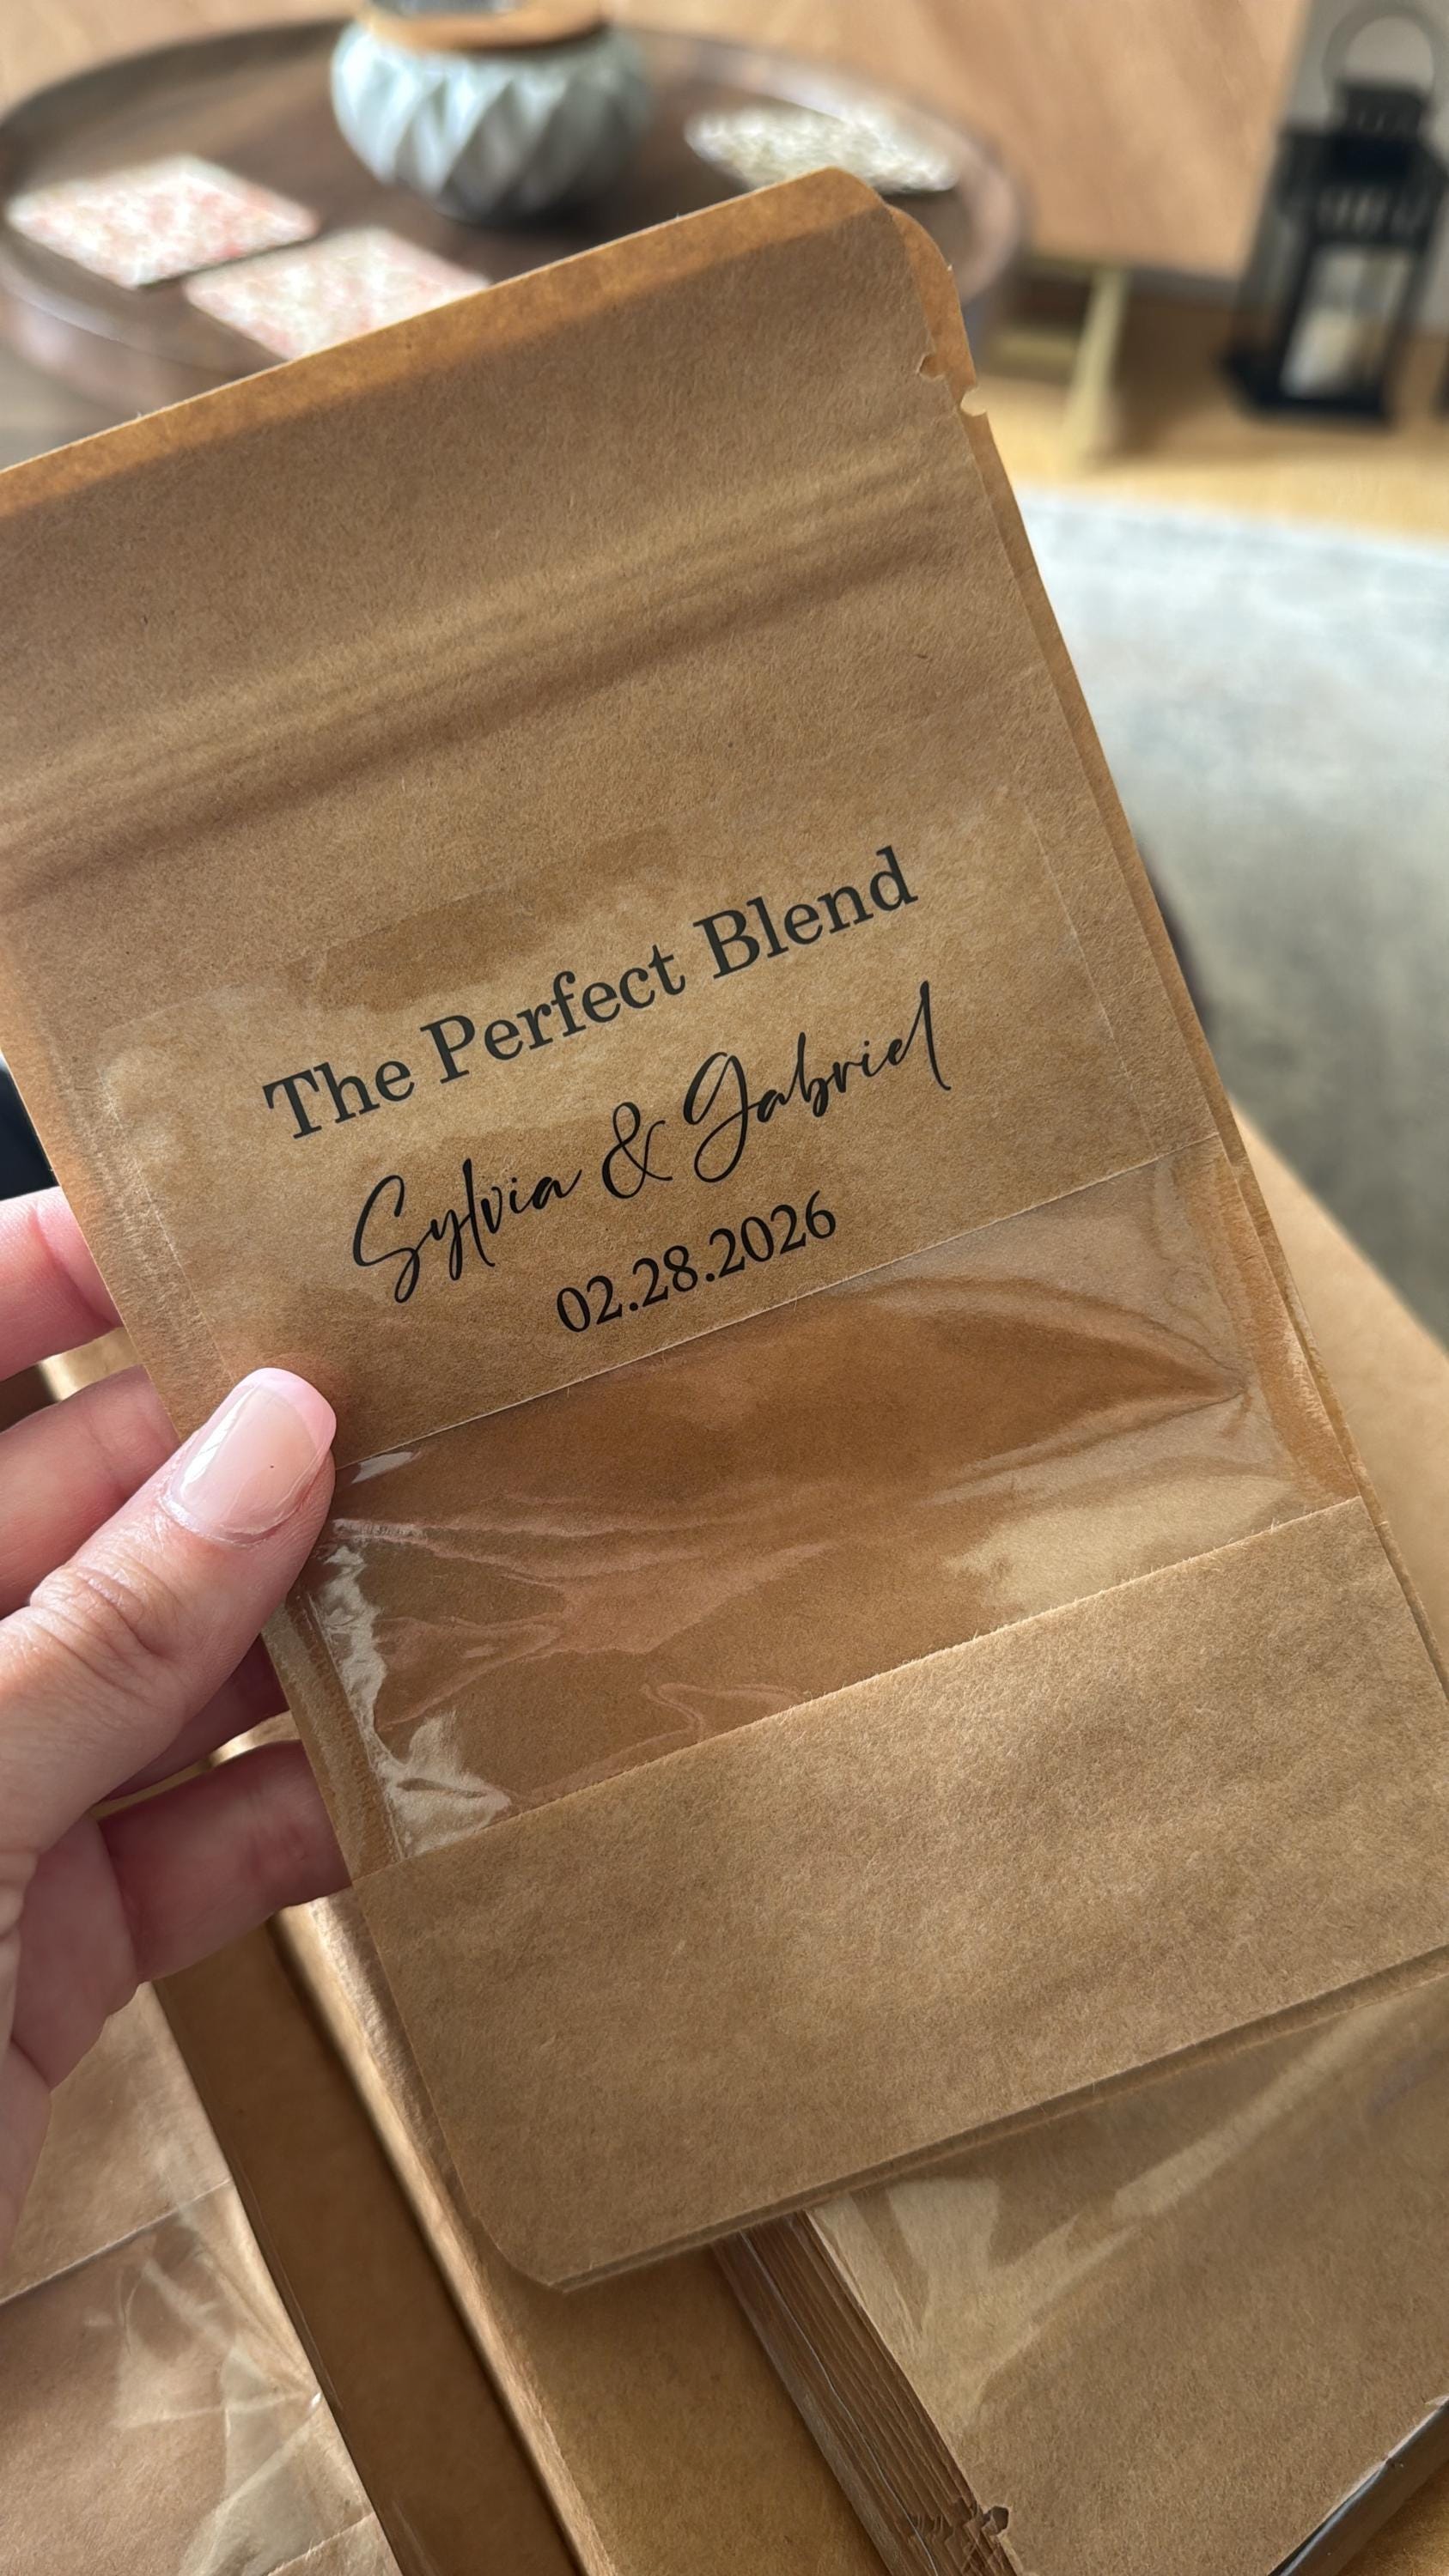 The Perfect Blend
Sylvia & Gabriel
02.28.2026